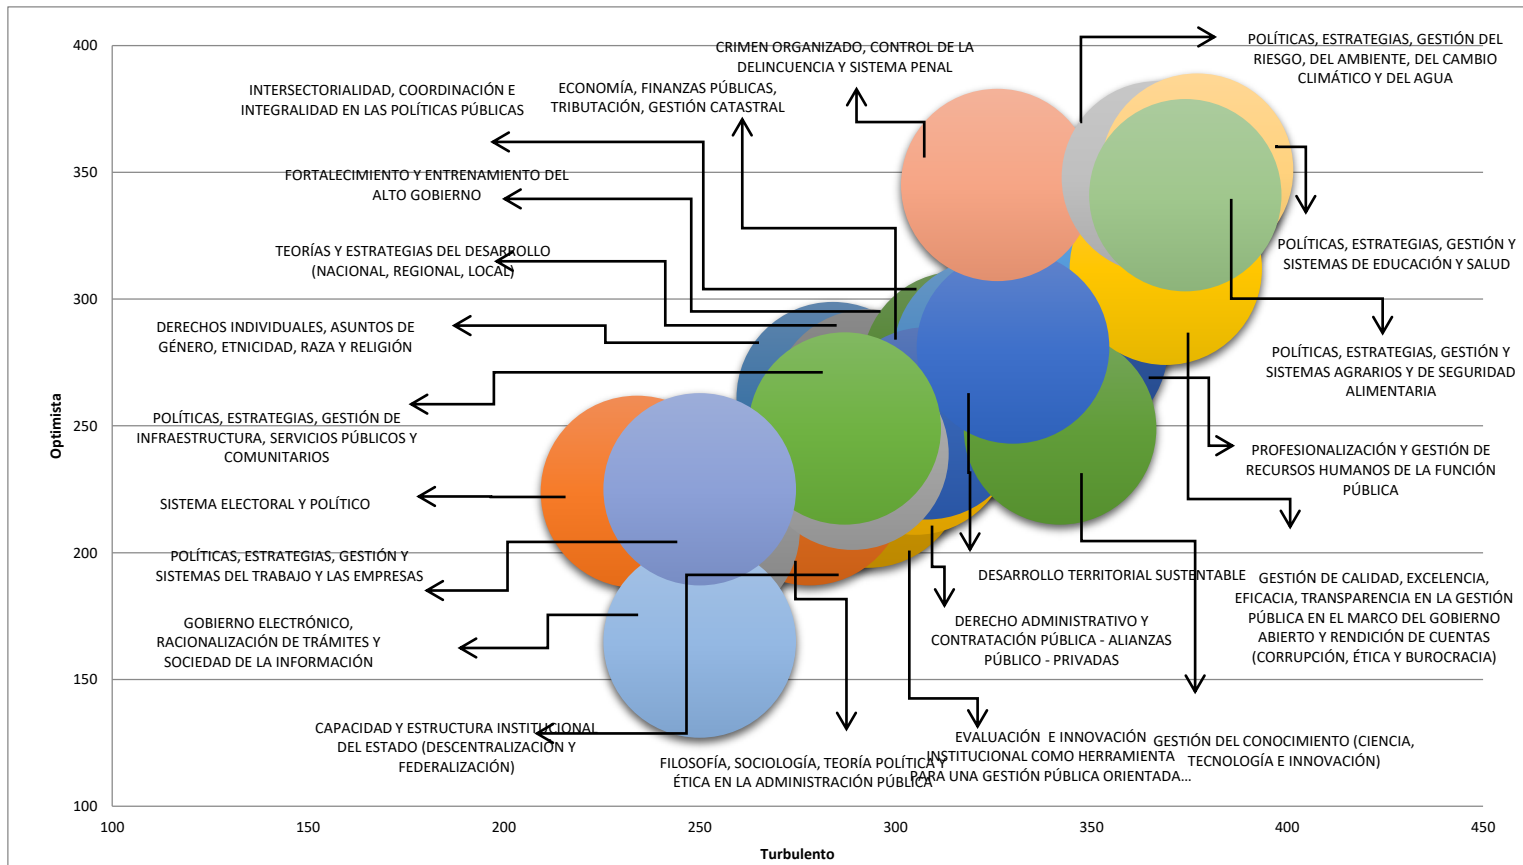 400
350
300
250
200
150
100
Optimista
100
150
200
250
300
350
400
450
Turbulento
CRIMEN ORGANIZADO, CONTROL DE LA
DELINCUENCIA Y SISTEMA PENAL
POLÍTICAS, ESTRATEGIAS, GESTIÓN DEL
RIESGO, DEL AMBIENTE, DEL CAMBIO
CLIMÁTICO Y DEL AGUA
INTERSECTORIALIDAD, COORDINACIÓN E
INTEGRALIDAD EN LAS POLÍTICAS PÚBLICAS
ECONOMÍA, FINANZAS PÚBLICAS,
TRIBUTACIÓN, GESTIÓN CATASTRAL
FORTALECIMIENTO Y ENTRENAMIENTO DEL
ALTO GOBIERNO
TEORÍAS Y ESTRATEGIAS DEL DESARROLLO
(NACIONAL, REGIONAL, LOCAL)
POLÍTICAS, ESTRATEGIAS, GESTIÓN Y
SISTEMAS DE EDUCACIÓN Y SALUD
DERECHOS INDIVIDUALES, ASUNTOS DE
GÉNERO, ETNICIDAD, RAZA Y RELIGIÓN
POLÍTICAS, ESTRATEGIAS, GESTIÓN Y
SISTEMAS AGRARIOS Y DE SEGURIDAD
ALIMENTARIA
POLÍTICAS, ESTRATEGIAS, GESTIÓN DE
INFRAESTRUCTURA, SERVICIOS PÚBLICOS Y
COMUNITARIOS
PROFESIONALIZACIÓN Y GESTIÓN DE
RECURSOS HUMANOS DE LA FUNCIÓN
PÚBLICA
SISTEMA ELECTORAL Y POLÍTICO
POLÍTICAS, ESTRATEGIAS, GESTIÓN Y
SISTEMAS DEL TRABAJO Y LAS EMPRESAS
DESARROLLO TERRITORIAL SUSTENTABLE
GESTIÓN DE CALIDAD, EXCELENCIA,
EFICACIA, TRANSPARENCIA EN LA GESTIÓN
PÚBLICA EN EL MARCO DEL GOBIERNO
ABIERTO Y RENDICIÓN DE CUENTAS
(CORRUPCIÓN, ÉTICA Y BUROCRACIA)
GOBIERNO ELECTRÓNICO,
RACIONALIZACIÓN DE TRÁMITES Y
SOCIEDAD DE LA INFORMACIÓN
DERECHO ADMINISTRATIVO Y
CONTRATACIÓN PÚBLICA - ALIANZAS
PÚBLICO - PRIVADAS
CAPACIDAD Y ESTRUCTURA INSTITUCIONAL
DEL ESTADO (DESCENTRALIZACIÓN Y
FEDERALIZACIÓN)
FILOSOFÍA, SOCIOLOGÍA, TEORÍA POLÍTICA Y
ÉTICA EN LA ADMINISTRACIÓN PÚBLICA
EVALUACIÓN E INNOVACIÓN
INSTITUCIONAL COMO HERRAMIENTA
PARA UNA GESTIÓN PÚBLICA ORIENTADA…
GESTIÓN DEL CONOCIMIENTO (CIENCIA,
TECNOLOGÍA E INNOVACIÓN)